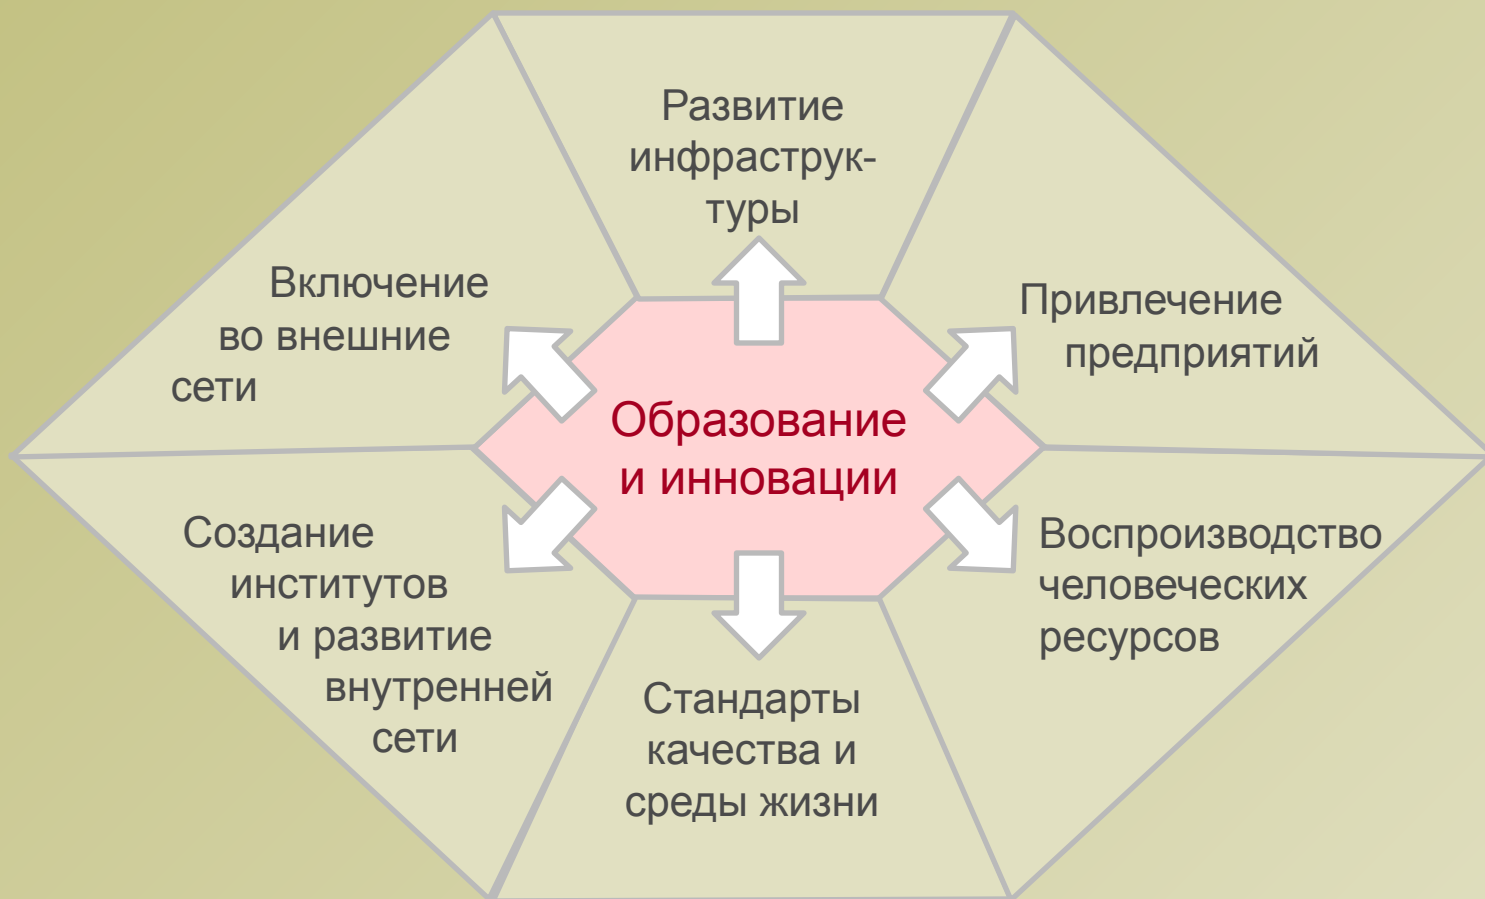 Развитие
инфраструк-
туры
Включение
во внешние
сети
Привлечение
предприятий
Образование
и инновации
Создание
институтов
и развитие
внутренней
сети
Воспроизводство
человеческих
ресурсов
Стандарты
качества и
среды жизни